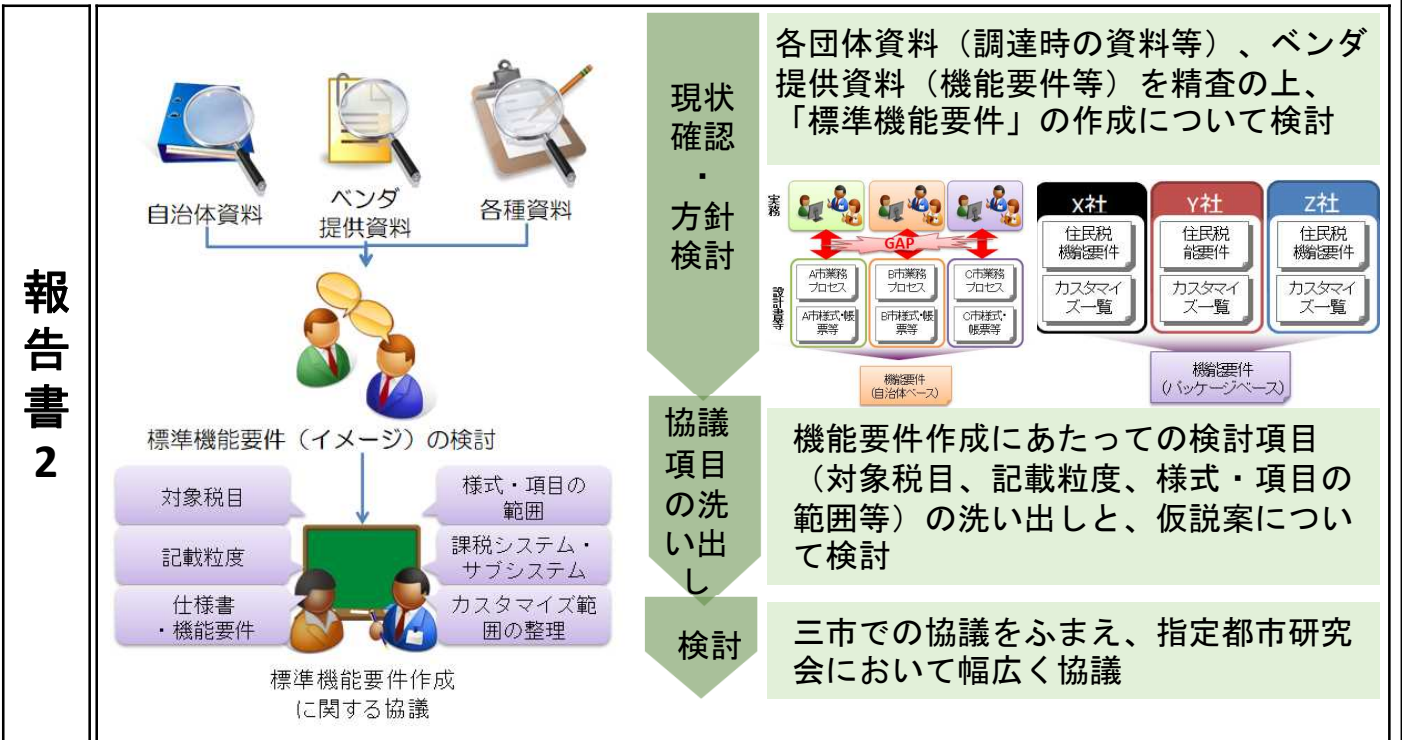 報
告
書
2
自治体資料
ベンダ
提供資料
各種資料
標準機能要件（イメージ）の検討
対象税目
様式・項目の
範囲
記載粒度
課税システム・
サブシステム
仕様書
・機能要件
カスタマイズ範
囲の整理
標準機能要件作成
に関する協議
現状
確認
・
方針
検討
各団体資料（調達時の資料等）、ベンダ
提供資料（機能要件等）を精査の上、
「標準機能要件」の作成について検討
実務
GAP
設計書等
A市業務
プロセス
B市業務
プロセス
C市業務
プロセス
A市様式・帳
票等
B市様式・帳
票等
C市様式・
帳票等
機能要件
（自治体ベース）
X社
住民税
機能要件
カスタマイ
ズ一覧
Y社
住民税
能要件
カスタマイ
ズ一覧
Z社
住民税
機能要件
カスタマイ
ズ一覧
機能要件
（パッケージベース）
協議
項目
の洗
い出
し
機能要件作成にあたっての検討項目
（対象税目、記載粒度、様式・項目の
範囲等）の洗い出しと、仮説案につい
て検討
検討
三市での協議をふまえ、指定都市研究
会において幅広く協議